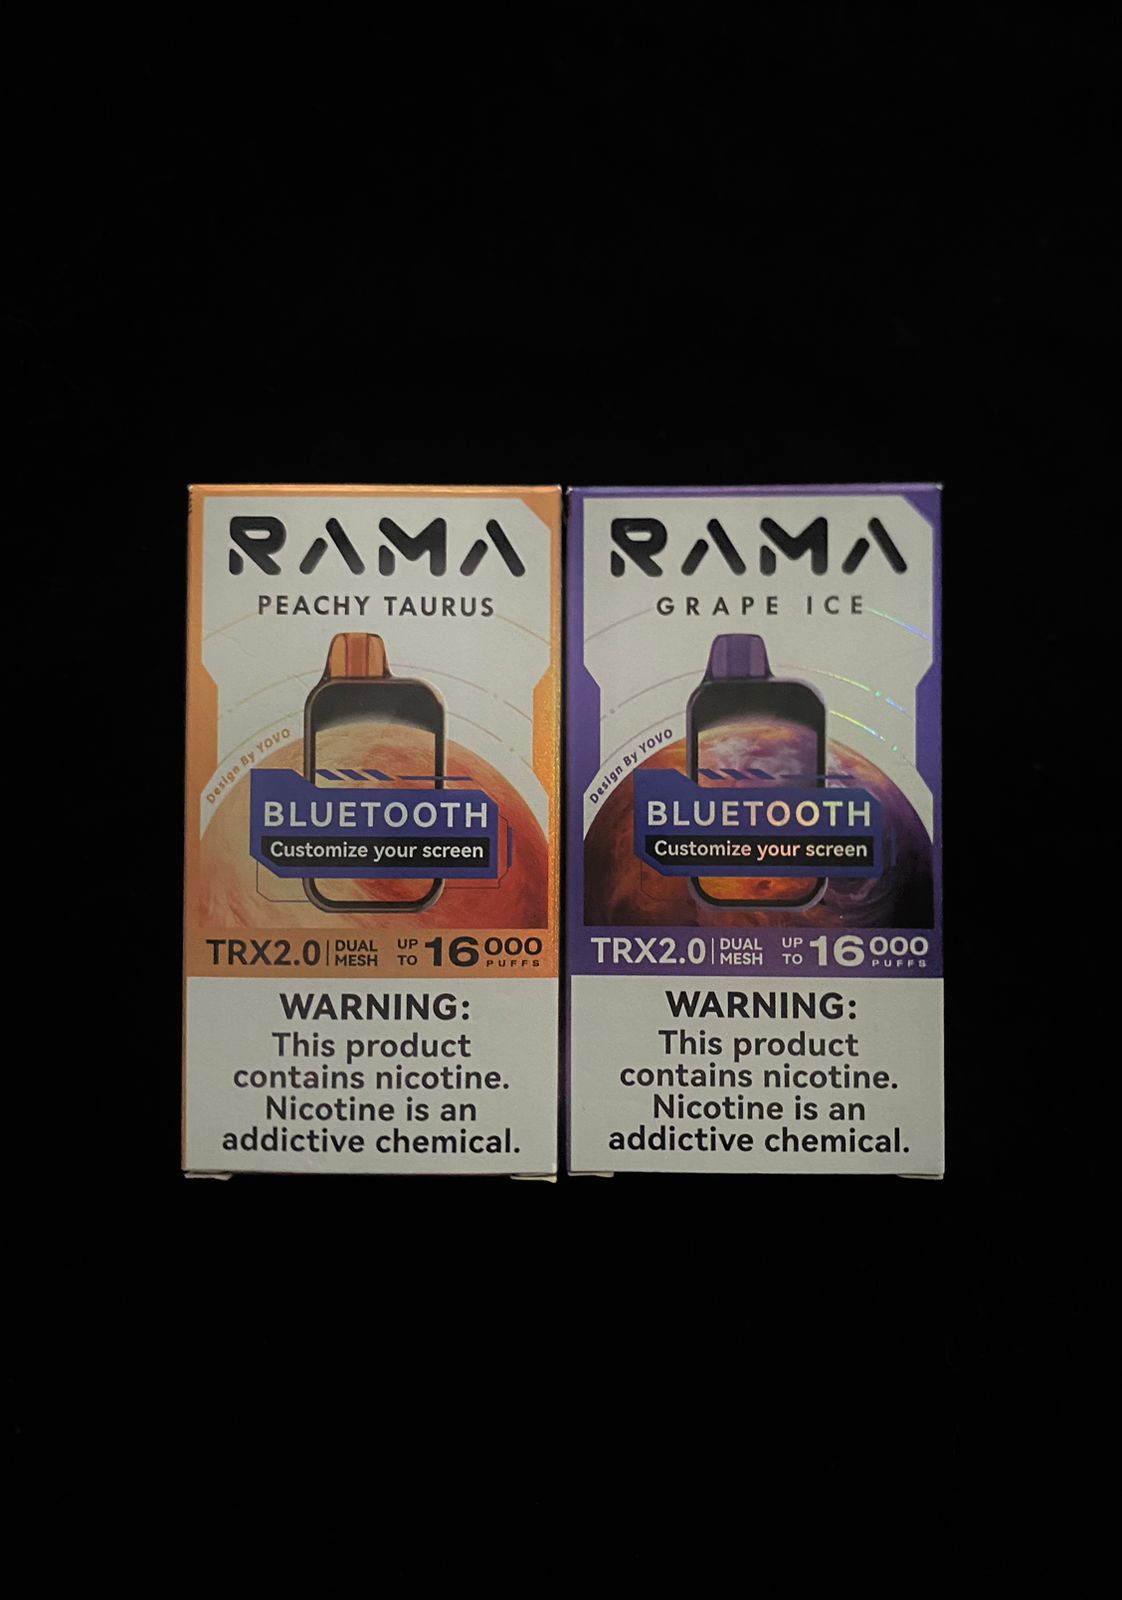 RAMA
PEACHY TAURUS
Design By YOVO
BLUETOOTH
Customize your screen
TRX2.0 | DUAL MESH UP TO 16000 PUFFS
WARNING:
This product
contains nicotine.
Nicotine is an
addictive chemical.
RAMA
GRAPE ICE
Design By YOVO
BLUETOOTH
Customize your screen
TRX2.0 | DUAL MESH UP TO 16000 PUFFS
WARNING:
This product
contains nicotine.
Nicotine is an
addictive chemical.